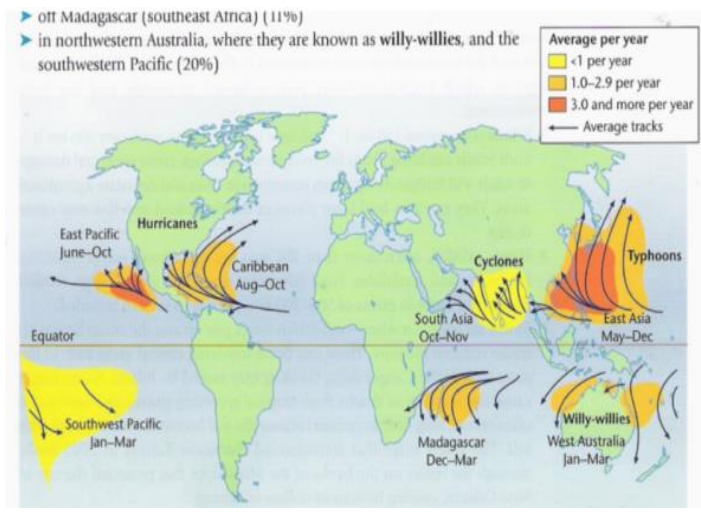 ➤ off Madagascar (southeast Africa) (11%)
➤ in northwestern Australia, where they are known as willy-willies, and the
southwestern Pacific (20%)
Average per year
<1 per year
1.0–2.9 per year
3.0 and more per year
Average tracks
Hurricanes
East Pacific
June–Oct
Caribbean
Aug–Oct
Cyclones
Typhoons
South Asia
Oct–Nov
East Asia
May–Dec
Equator
Southwest Pacific
Jan–Mar
Madagascar
Dec–Mar
Willy-willies
West Australia
Jan–Mar